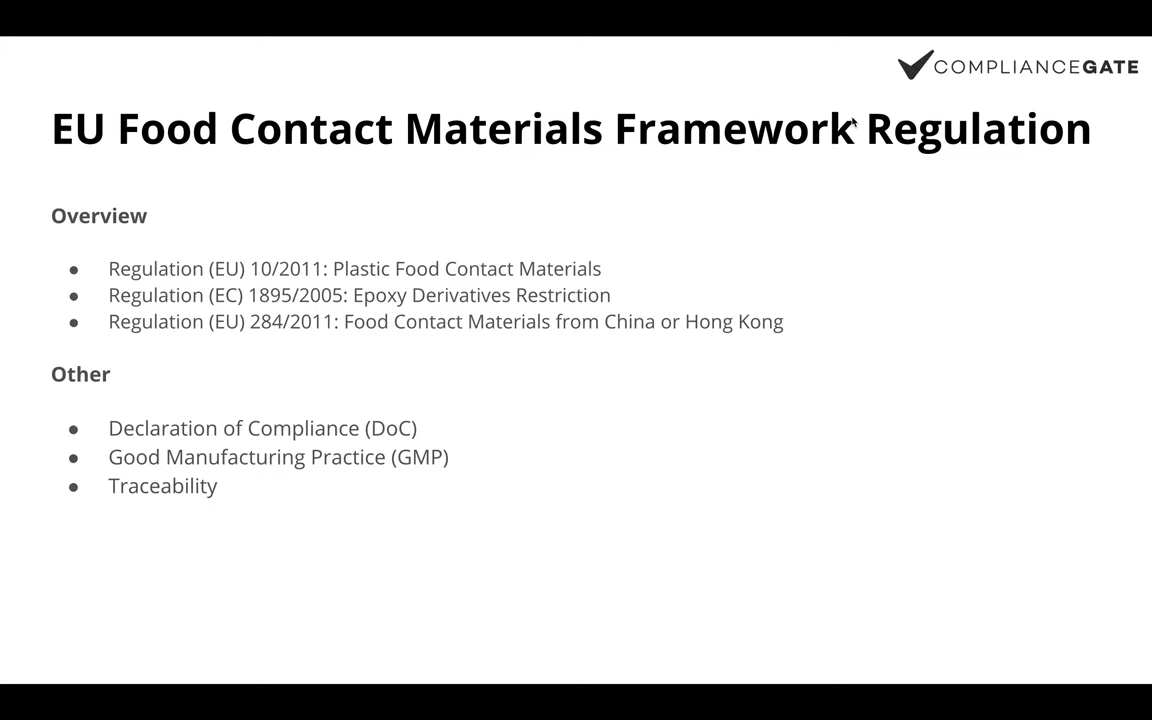 COMPLIANCEGATE
EU Food Contact Materials Framework Regulation
Overview
● Regulation (EU) 10/2011: Plastic Food Contact Materials
● Regulation (EC) 1895/2005: Epoxy Derivatives Restriction
● Regulation (EU) 284/2011: Food Contact Materials from China or Hong Kong
Other
● Declaration of Compliance (DoC)
● Good Manufacturing Practice (GMP)
● Traceability